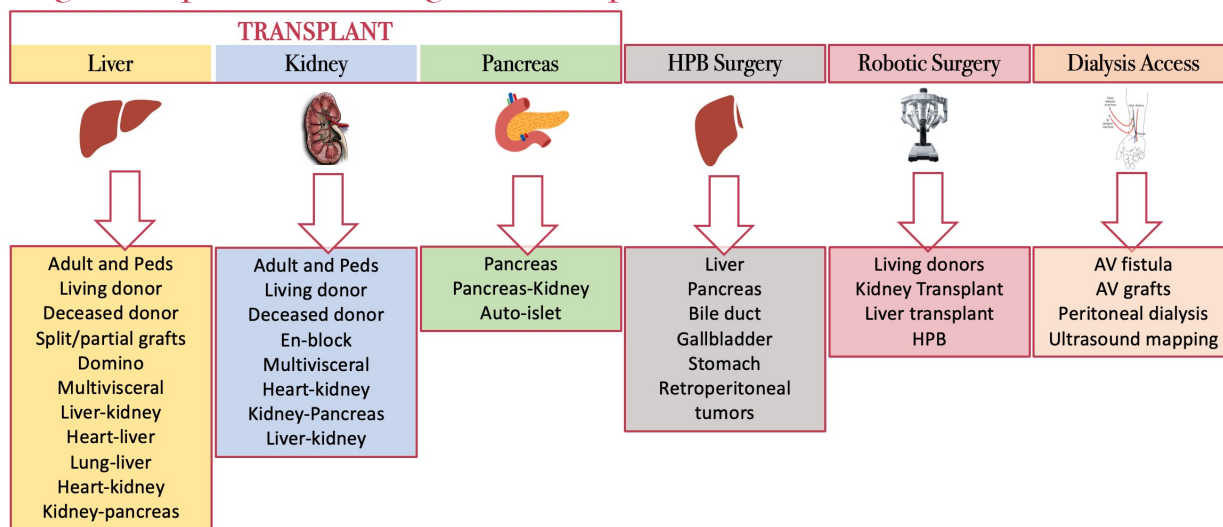 TRANSPLANT
Liver
Kidney
Pancreas
HPB Surgery
Robotic Surgery
Dialysis Access
Adult and Peds
Living donor
Deceased donor
Split/partial grafts
Domino
Multivisceral
Liver-kidney
Heart-liver
Lung-liver
Heart-kidney
Kidney-pancreas
Adult and Peds
Living donor
Deceased donor
En-block
Multivisceral
Heart-kidney
Kidney-Pancreas
Liver-kidney
Pancreas
Pancreas-Kidney
Auto-islet
Liver
Pancreas
Bile duct
Gallbladder
Stomach
Retroperitoneal
tumors
Living donors
Kidney Transplant
Liver transplant
HPB
AV fistula
AV grafts
Peritoneal dialysis
Ultrasound mapping